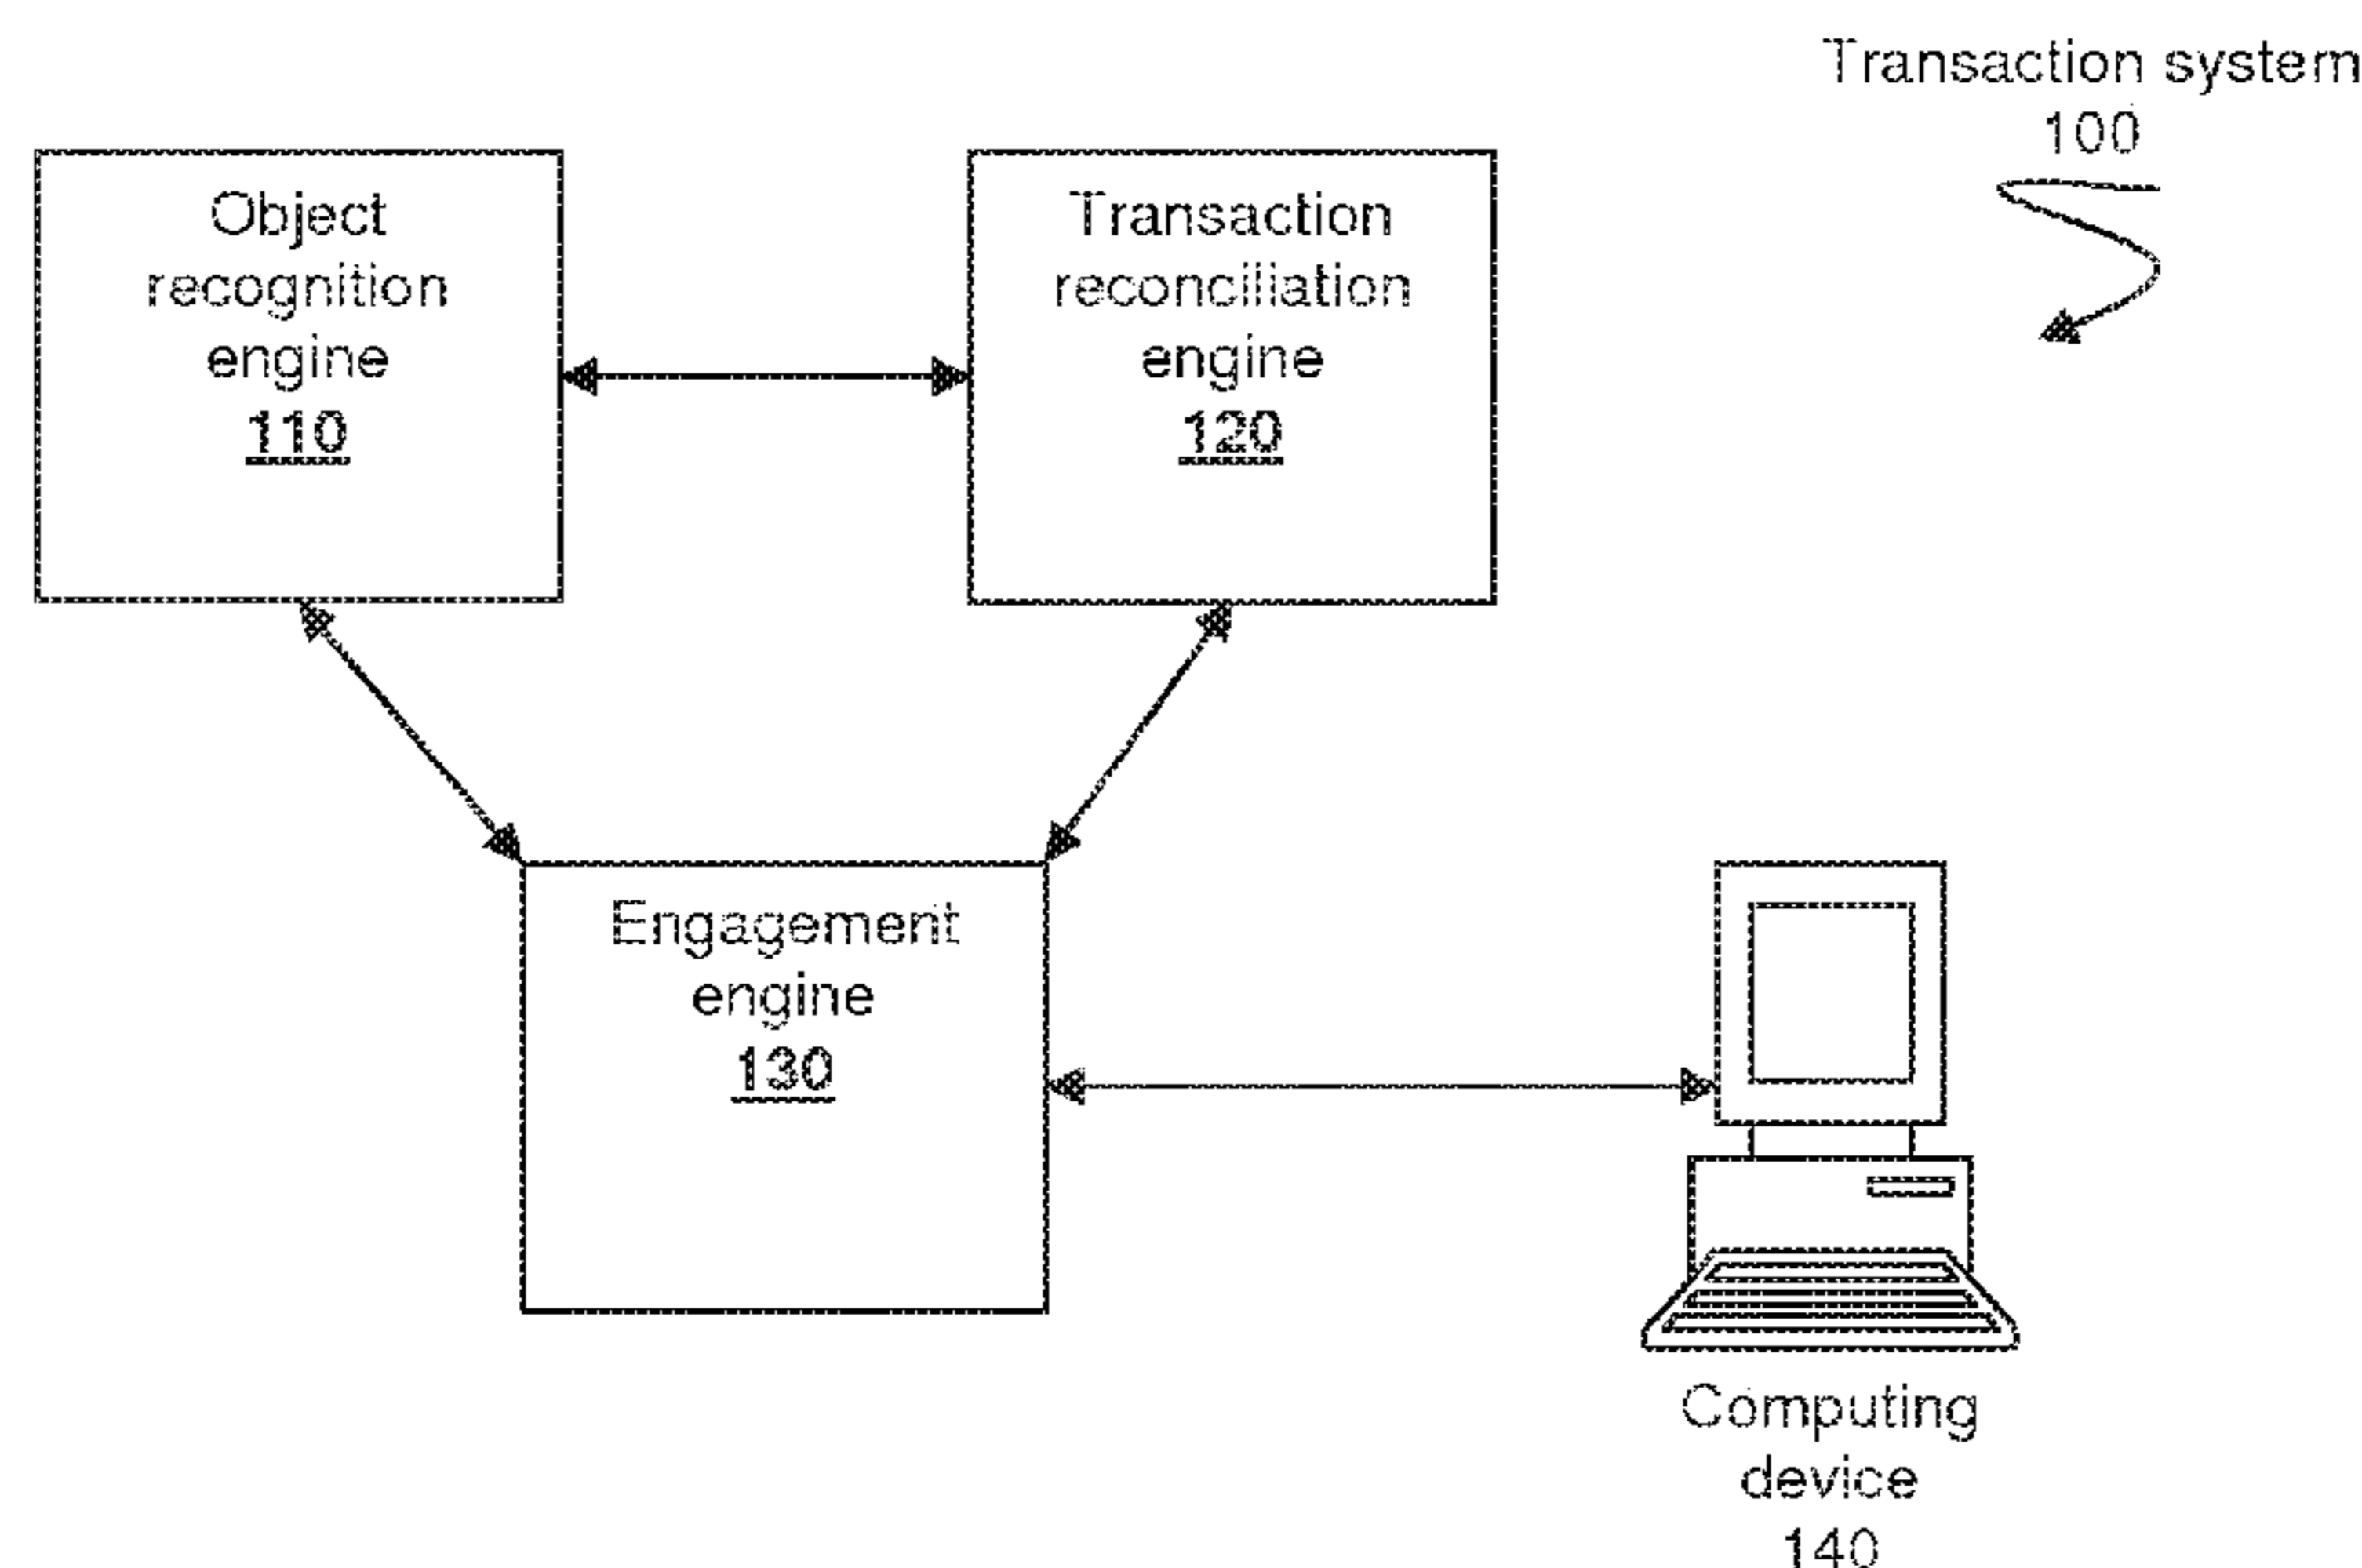 Transaction system
100
Object
recognition
engine
110
Transaction
reconciliation
engine
120
Engagement
engine
130
Computing
device
140